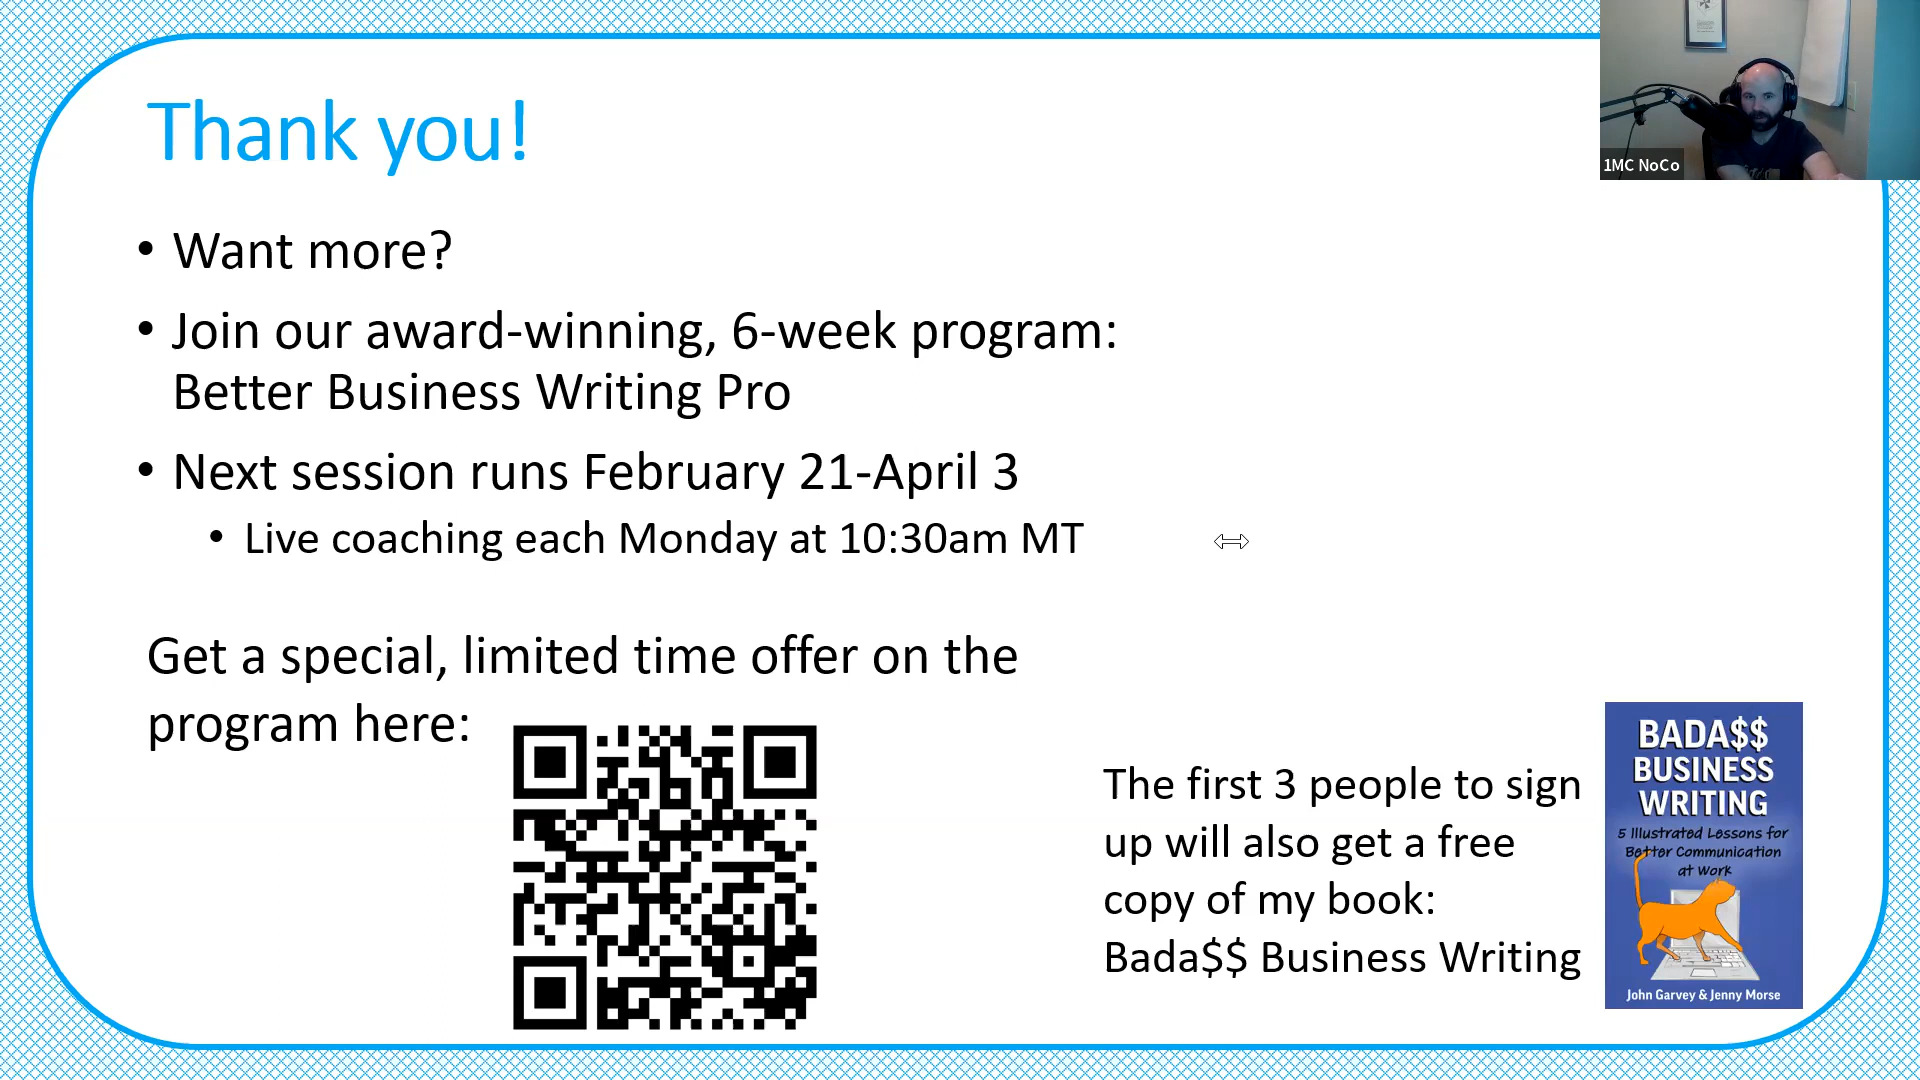 Thank you!
1MC NoCo
• Want more?
• Join our award-winning, 6-week program:
Better Business Writing Pro
• Next session runs February 21-April 3
• Live coaching each Monday at 10:30am MT
Get a special, limited time offer on the
program here:
The first 3 people to sign
up will also get a free
copy of my book:
Bada$$ Business Writing
BADA$$
BUSINESS
WRITING
5 Illustrated Lessons for
Better Communication
at Work
John Garvey & Jenny Morse